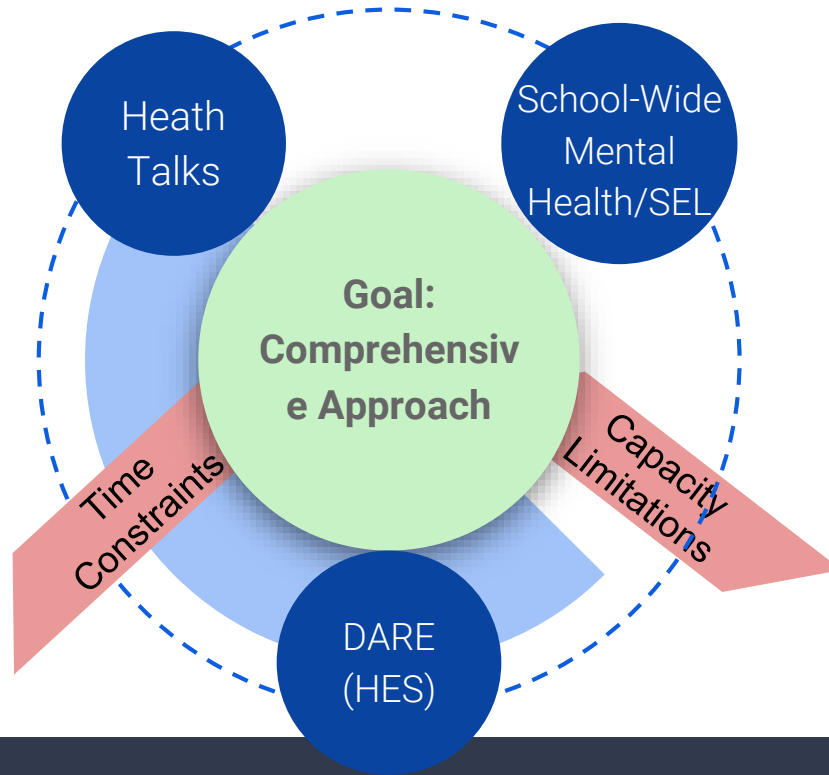 Heath
Talks
School-Wide
Mental
Health/SEL
Goal:
Comprehensiv
e Approach
Time
Constraints
Capacity
Limitations
DARE
(HES)